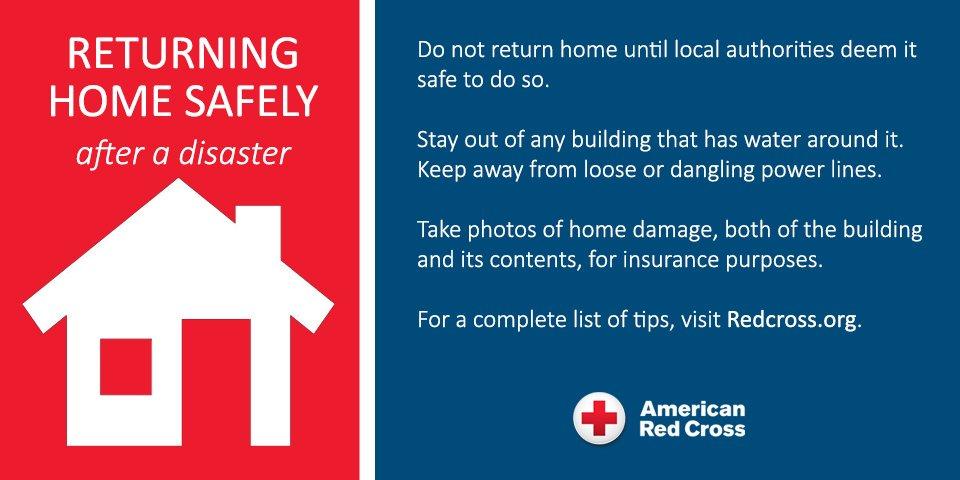 RETURNING
HOME SAFELY
after a disaster
Do not return home until local authorities deem it
safe to do so.
Stay out of any building that has water around it.
Keep away from loose or dangling power lines.
Take photos of home damage, both of the building
and its contents, for insurance purposes.
For a complete list of tips, visit Redcross.org.
American
Red Cross